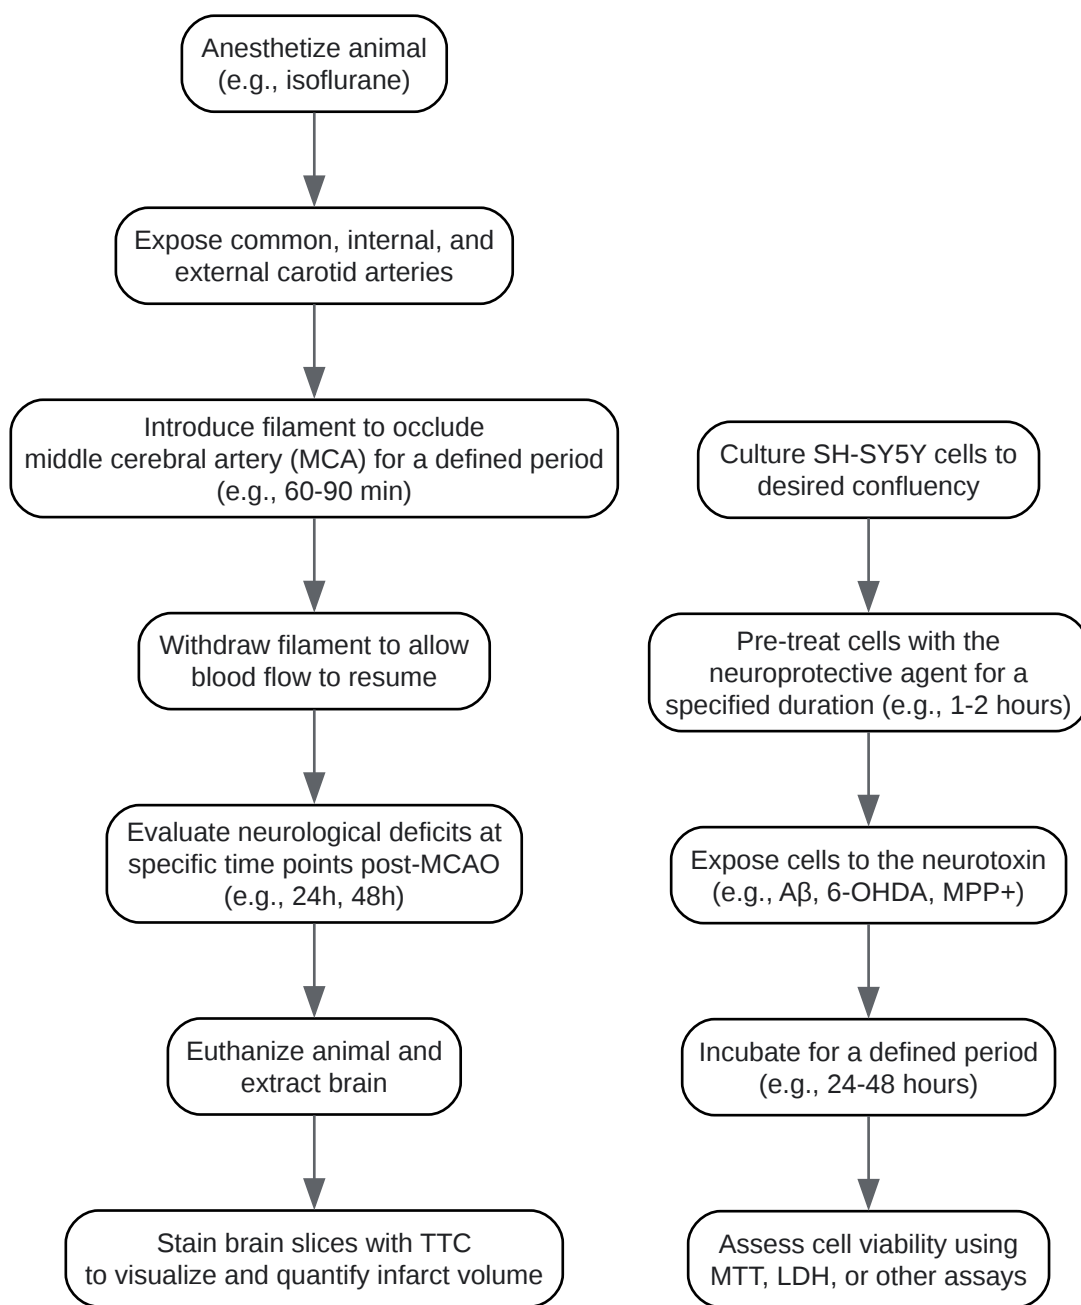 Anesthetize animal
(e.g., isoflurane)
Expose common, internal, and
external carotid arteries
Introduce filament to occlude
middle cerebral artery (MCA) for a defined period
(e.g., 60-90 min)
Withdraw filament to allow
blood flow to resume
Evaluate neurological deficits at
specific time points post-MCAO
(e.g., 24h, 48h)
Euthanize animal and
extract brain
Stain brain slices with TTC
to visualize and quantify infarct volume
Culture SH-SY5Y cells to
desired confluency
Pre-treat cells with the
neuroprotective agent for a
specified duration (e.g., 1-2 hours)
Expose cells to the neurotoxin
(e.g., Aβ, 6-OHDA, MPP+)
Incubate for a defined period
(e.g., 24-48 hours)
Assess cell viability using
MTT, LDH, or other assays